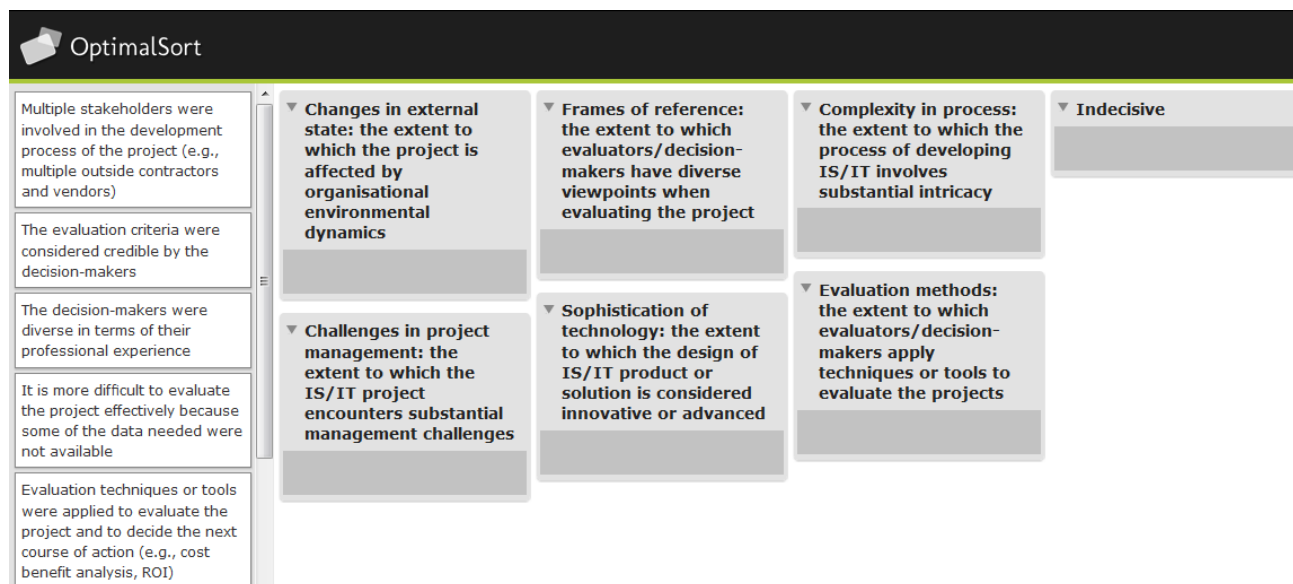 OptimalSort
Multiple stakeholders were
involved in the development
process of the project (e.g.,
multiple outside contractors
and vendors)
The evaluation criteria were
considered credible by the
decision-makers
The decision-makers were
diverse in terms of their
professional experience
It is more difficult to evaluate
the project effectively because
some of the data needed were
not available
Evaluation techniques or tools
were applied to evaluate the
project and to decide the next
course of action (e.g., cost
benefit analysis, ROI)
Changes in external
state: the extent to
which the project is
affected by
organisational
environmental
dynamics
Challenges in project
management: the
extent to which the
IS/IT project
encounters substantial
management challenges
Frames of reference:
the extent to which
evaluators/decision-
makers have diverse
viewpoints when
evaluating the project
Sophistication of
technology: the extent
to which the design of
IS/IT product or
solution is considered
innovative or advanced
Complexity in process:
the extent to which the
process of developing
IS/IT involves
substantial intricacy
Evaluation methods:
the extent to which
evaluators/decision-
makers apply
techniques or tools to
evaluate the projects
Indecisive